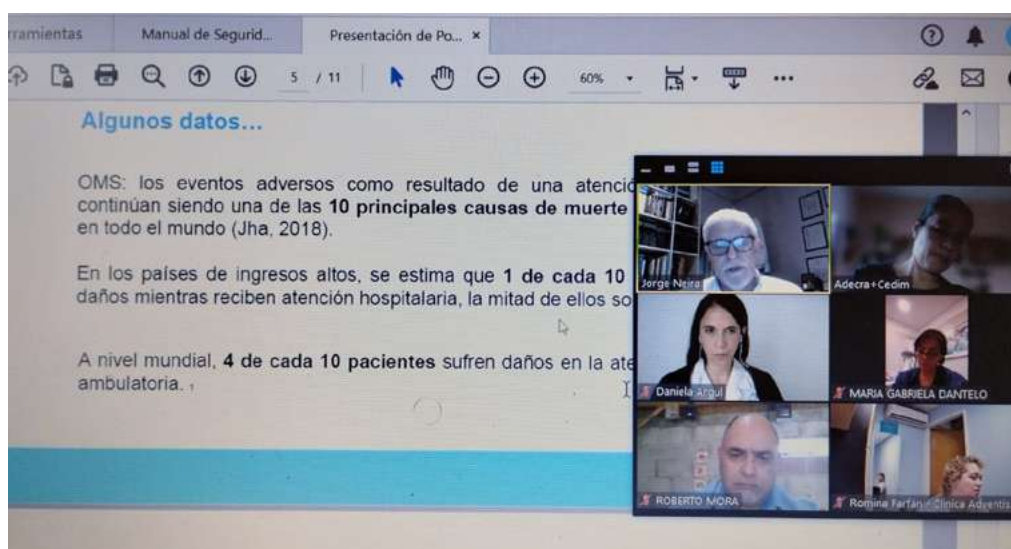 rramientas
Manual de Segurid...
Presentación de Po... ×
5 / 11
60%
Algunos datos...
OMS: los eventos adversos como resultado de una atenció
continúan siendo una de las 10 principales causas de muerte
en todo el mundo (Jha, 2018).
En los países de ingresos altos, se estima que 1 de cada 10
daños mientras reciben atención hospitalaria, la mitad de ellos so
A nivel mundial, 4 de cada 10 pacientes sufren daños en la ate
ambulatoria.
Jorge Neira
Adecra+Cedim
Daniela Argul
MARIA GABRIELA DANTELO
ROBERTO MORA
Romina Farfán - Clínica Adventis